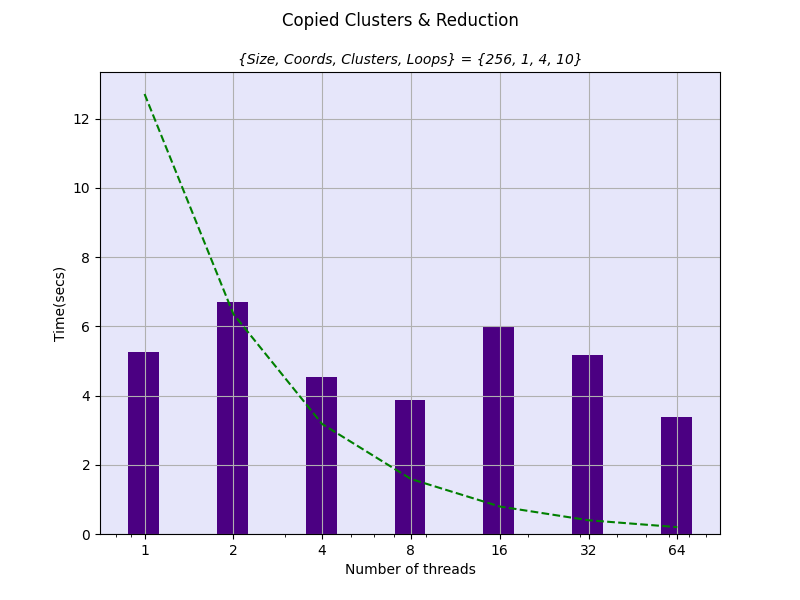 Copied Clusters & Reduction
{Size, Coords, Clusters, Loops} = {256, 1, 4, 10}
Time(secs)
12
10
8
6
4
2
0
1 2 4 8 16 32 64
Number of threads